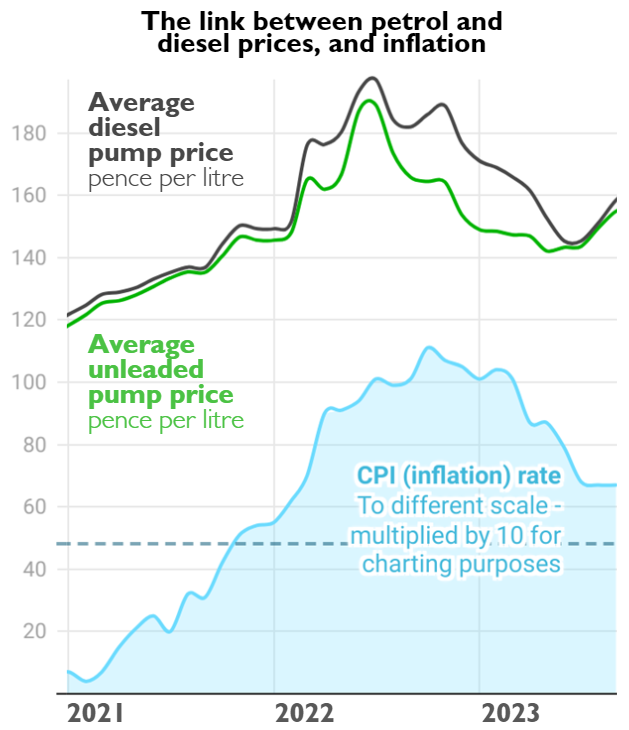 The link between petrol and
diesel prices, and inflation
Average
diesel
pump price
pence per litre
180
160
140
120
Average
unleaded
pump price
pence per litre
100
80
60
40
20
CPI (inflation) rate
To different scale -
multiplied by 10 for
charting purposes
2021
2022
2023